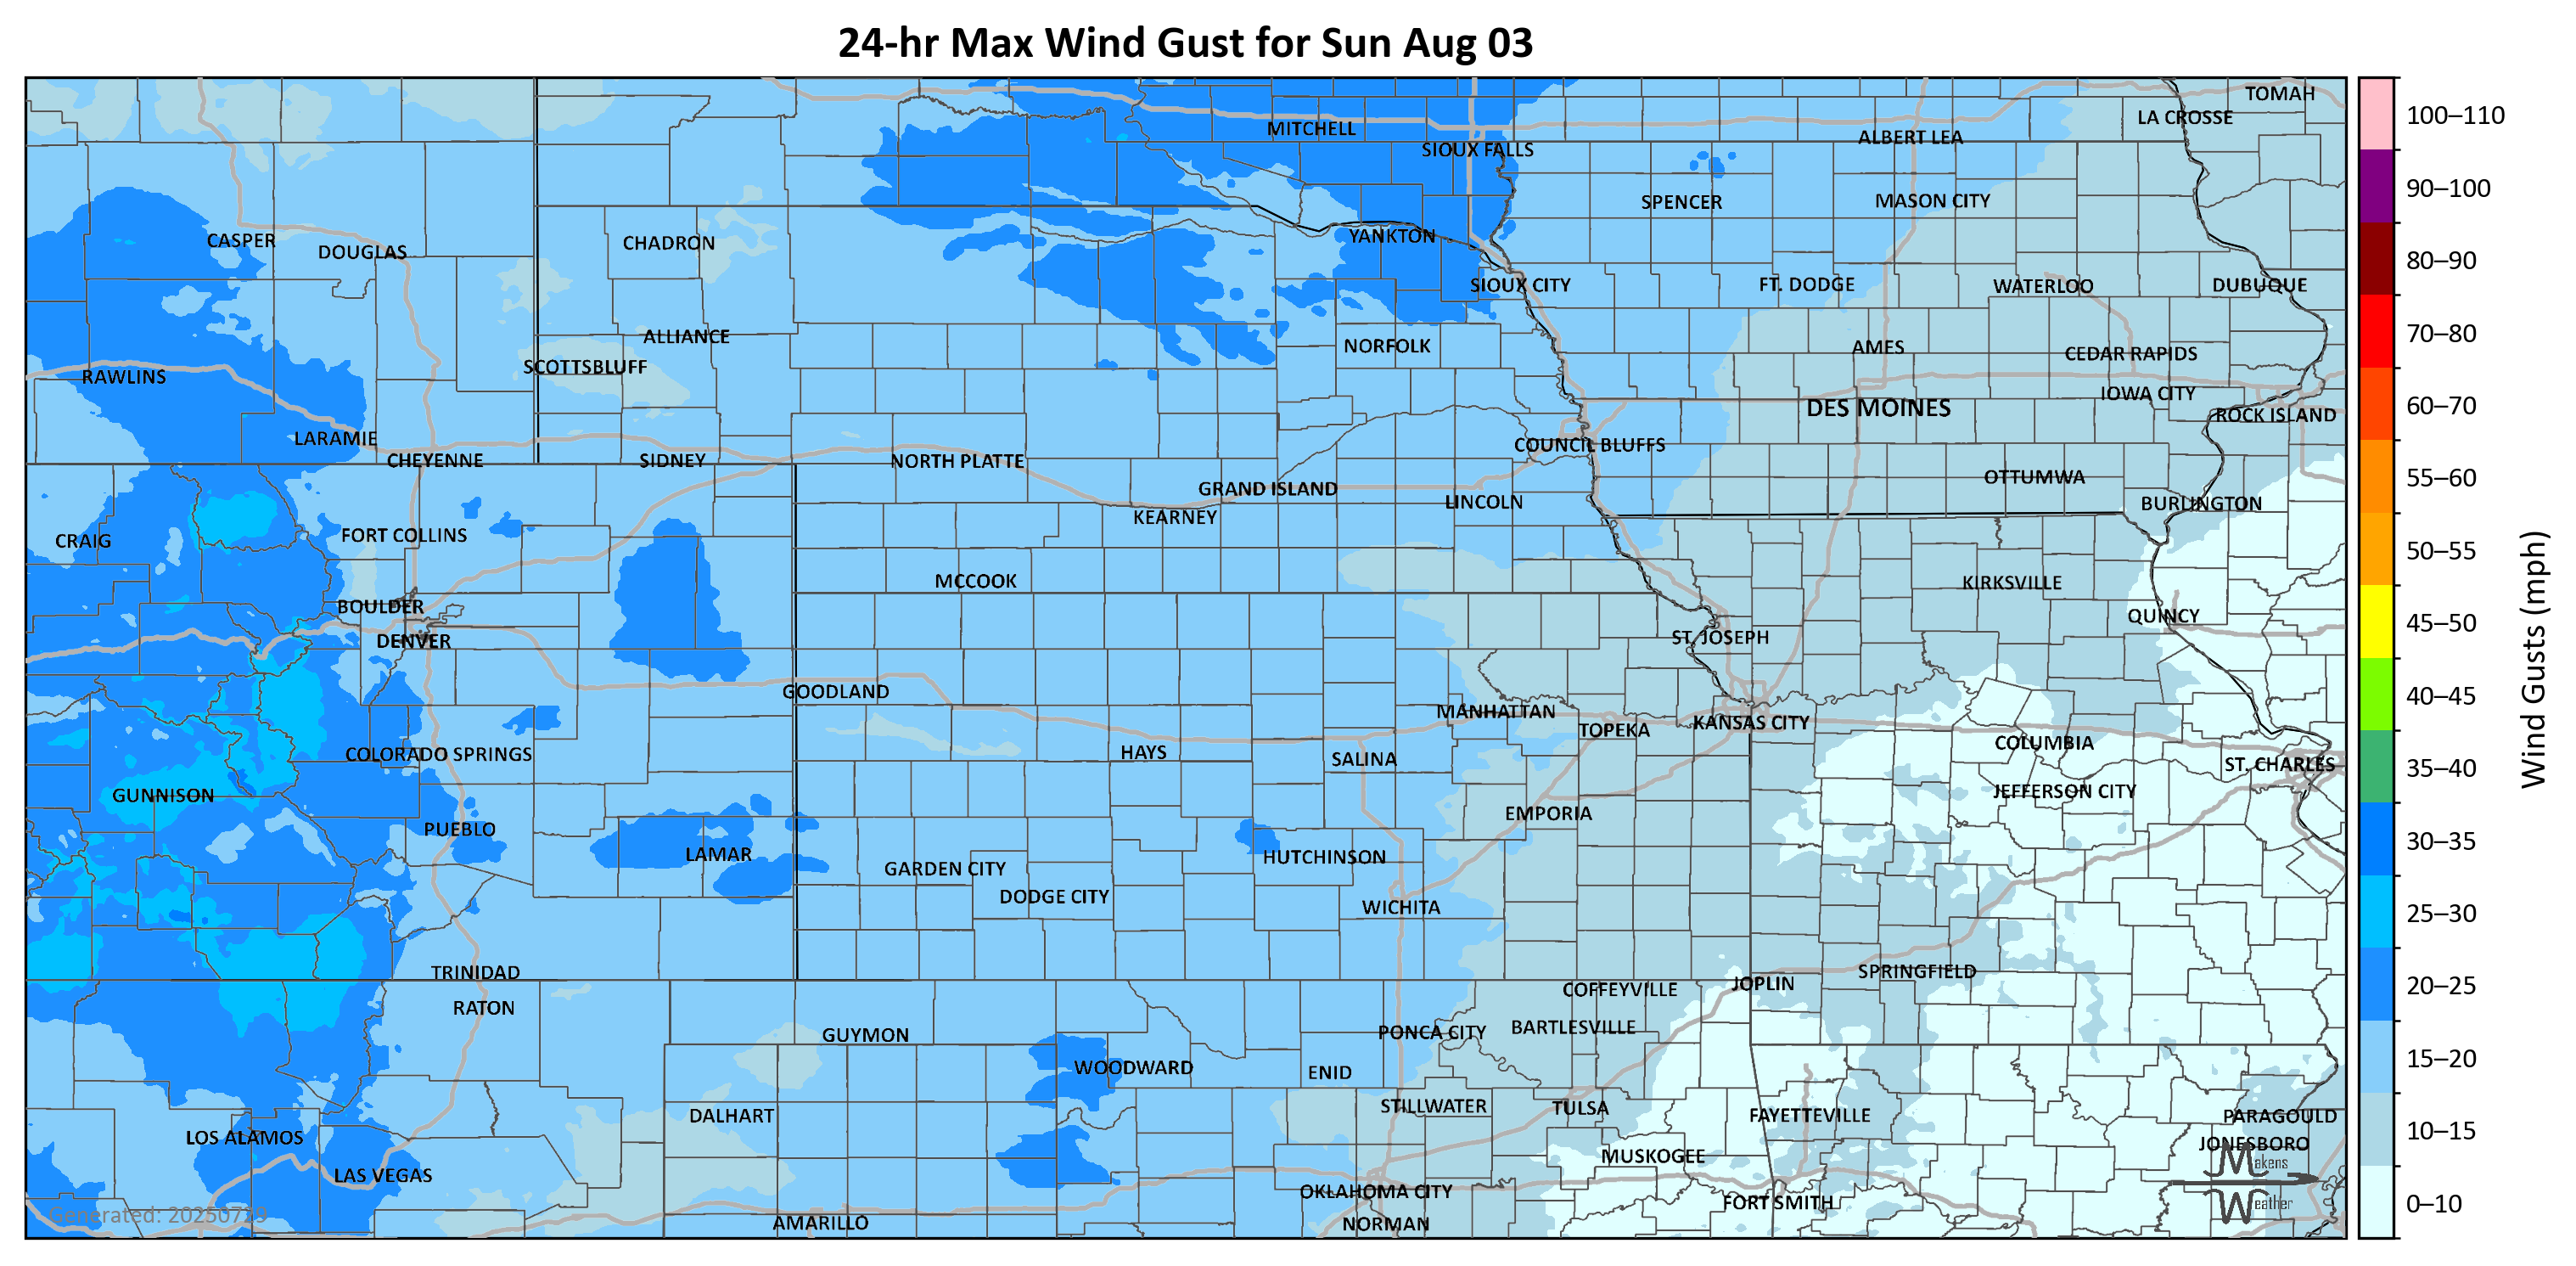 24-hr Max Wind Gust for Sun Aug 03
TOMAH
LA CROSSE
MITCHELL
ALBERT LEA
SIOUX FALLS
SPENCER
MASON CITY
CASPER
DOUGLAS
CHADRON
YANKTON
SIOUX CITY
FT. DODGE
WATERLOO
DUBUQUE
ALLIANCE
NORFOLK
AMES
CEDAR RAPIDS
RAWLINS
SCOTTSBLUFF
IOWA CITY
DES MOINES
ROCK ISLAND
LARAMIE
COUNCIL BLUFFS
CHEYENNE
SIDNEY
NORTH PLATTE
OTTUMWA
GRAND ISLAND
LINCOLN
BURLINGTON
KEARNEY
CRAIG
FORT COLLINS
MCCOOK
KIRKSVILLE
BOULDER
QUINCY
DENVER
ST. JOSEPH
GOODLAND
MANHATTAN
TOPEKA
KANSAS CITY
COLORADO SPRINGS
HAYS
SALINA
COLUMBIA
ST. CHARLES
GUNNISON
JEFFERSON CITY
EMPORIA
PUEBLO
LAMAR
GARDEN CITY
HUTCHINSON
DODGE CITY
WICHITA
TRINIDAD
SPRINGFIELD
JOPLIN
COFFEYVILLE
RATON
GUYMON
PONCA CITY
BARTLESVILLE
WOODWARD
ENID
DALHART
STILLWATER
TULSA
FAYETTEVILLE
PARAGOULD
LOS ALAMOS
JONESBORO
LAS VEGAS
MUSKOGEE
OKLAHOMA CITY
FORT SMITH
AMARILLO
NORMAN
Generated: 20250729
Makens
Weather
100–110
90–100
80–90
70–80
60–70
55–60
50–55
45–50
40–45
35–40
30–35
25–30
20–25
15–20
10–15
0–10
Wind Gusts (mph)